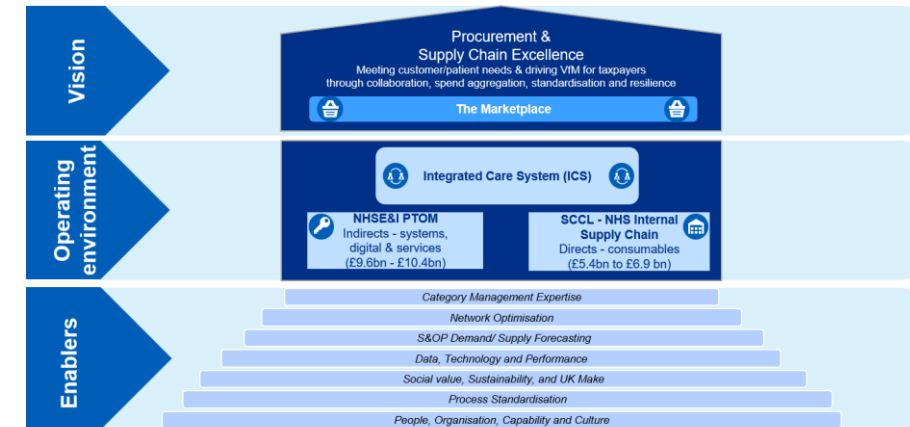 Vision
Procurement &
Supply Chain Excellence
Meeting customer/patient needs & driving VfM for taxpayers
through collaboration, spend aggregation, standardisation and resilience
The Marketplace
Operating
environment
Integrated Care System (ICS)
NHSE&I PTOM
Indirects - systems,
digital & services
(£9.6bn - £10.4bn)
SCCL - NHS Internal
Supply Chain
Directs - consumables
(£5.4bn to £6.9 bn)
Enablers
Category Management Expertise
Network Optimisation
S&OP Demand/ Supply Forecasting
Data, Technology and Performance
Social value, Sustainability, and UK Make
Process Standardisation
People, Organisation, Capability and Culture